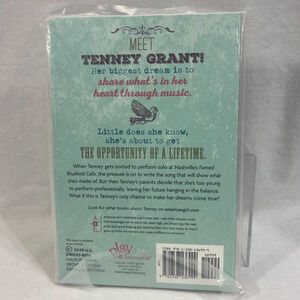 MEET
TENNEY GRANT!
Her biggest dream is to
share what's in her
heart through music.
Little does she know,
she's about to get
THE OPPORTUNITY OF A LIFETIME.
When Tenney gets invited to perform solo at Nashville's famed
Bluebird Cafe, the pressure is on to write the song that will show what
she's made of. But then Tenney's parents decide that she's too young
to perform professionally, leaving her future hanging in the balance.
What if this is Tenney's only chance to make her dreams come true?
Look for other books about Tenney on americangirl.com
play